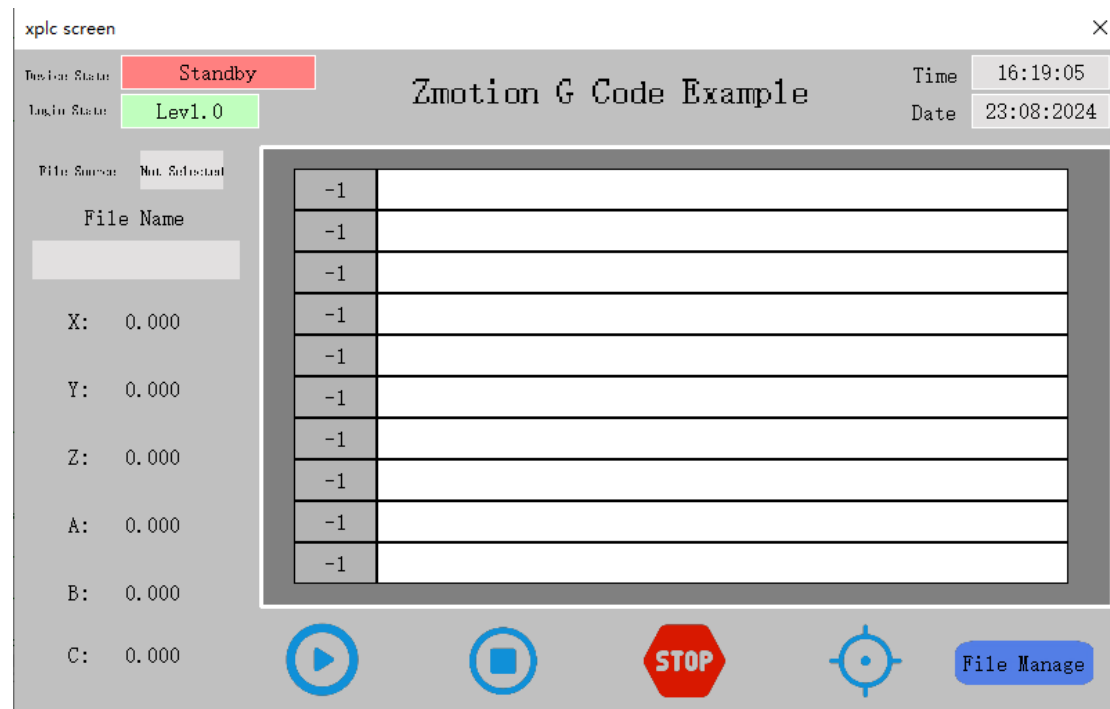 xplc screen
Device State Standby
Login State Lev1.0
Zmotion G Code Example
Time 16:19:05
Date 23:08:2024
File Source Not Selected
File Name
X: 0.000
Y: 0.000
Z: 0.000
A: 0.000
B: 0.000
C: 0.000
-1
-1
-1
-1
-1
-1
-1
-1
-1
-1
STOP
File Manage